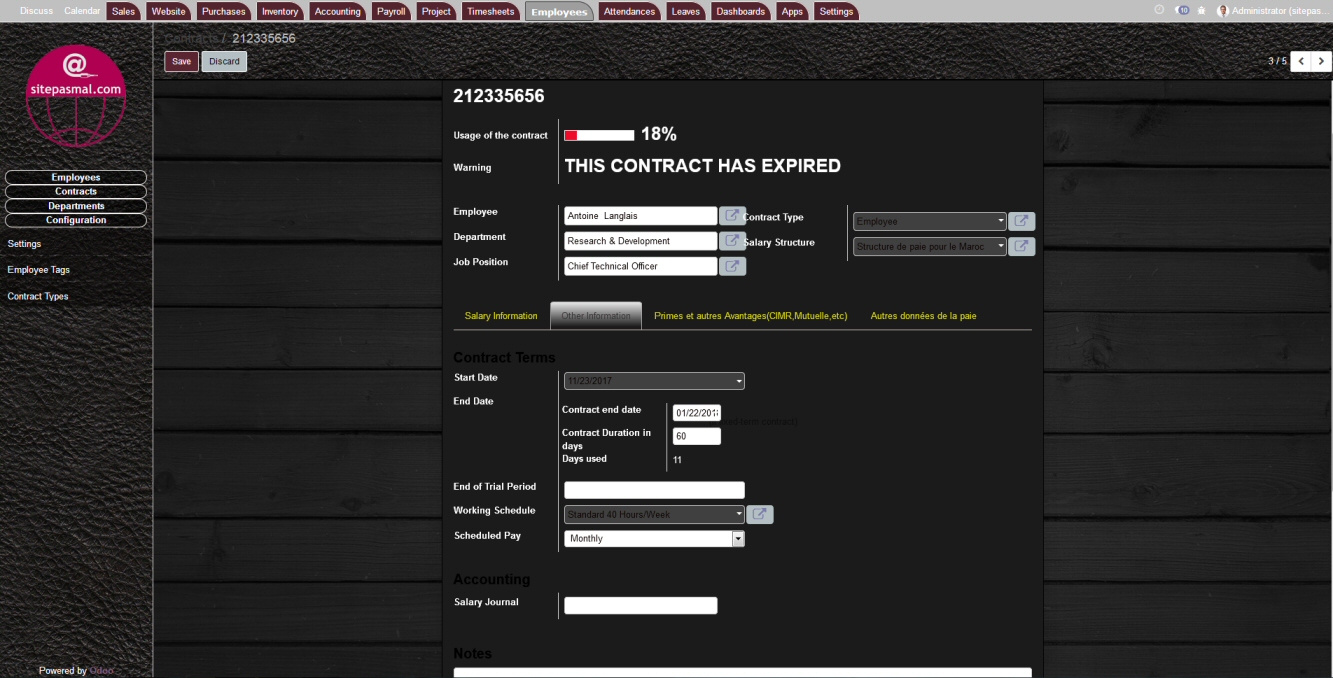 Discuss Calendar Sales Website Purchases Inventory Accounting Payroll Project Timesheets Employees Attendances Leaves Dashboards Apps Settings 10 Administrator (sitepas...
Contracts / 212335656
Save Discard
3 / 5
@
sitepasmal.com
Employees
Contracts
Departments
Configuration
Settings
Employee Tags
Contract Types
Powered by Odoo
212335656
Usage of the contract 18%
Warning THIS CONTRACT HAS EXPIRED
Employee Antoine Langlais Contract Type Employee
Department Research & Development Salary Structure Structure de paie pour le Maroc
Job Position Chief Technical Officer
Salary Information Other Information Primes et autres Avantages(CIMR,Mutuelle,etc) Autres données de la paie
Contract Terms
Start Date 11/23/2017
End Date
Contract end date 01/22/201
contract)
Contract Duration in
days 60
Days used 11
End of Trial Period
Working Schedule Standard 40 Hours/Week
Scheduled Pay Monthly
Accounting
Salary Journal
Notes